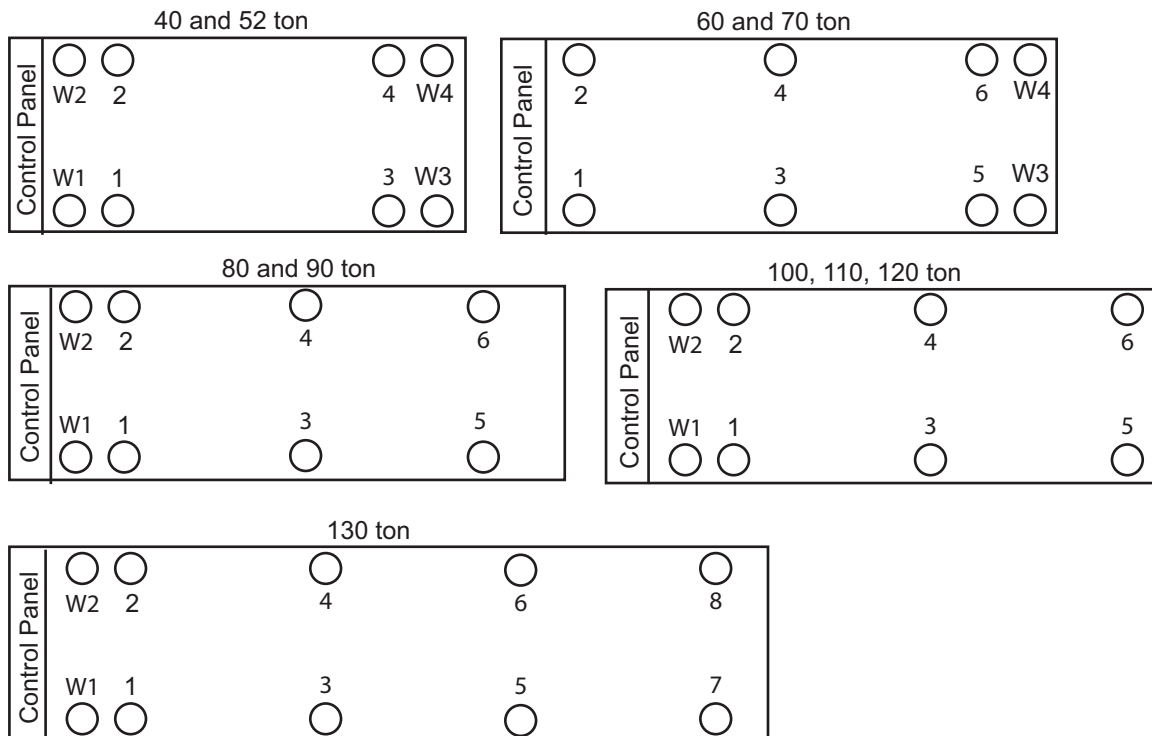 40 and 52 ton
Control Panel
W2 2 4 W4
W1 1 3 W3
60 and 70 ton
Control Panel
2 4 6 W4
1 3 5 W3
80 and 90 ton
Control Panel
W2 2 4 6
W1 1 3 5
100, 110, 120 ton
Control Panel
W2 2 4 6
W1 1 3 5
130 ton
Control Panel
W2 2 4 6 8
W1 1 3 5 7